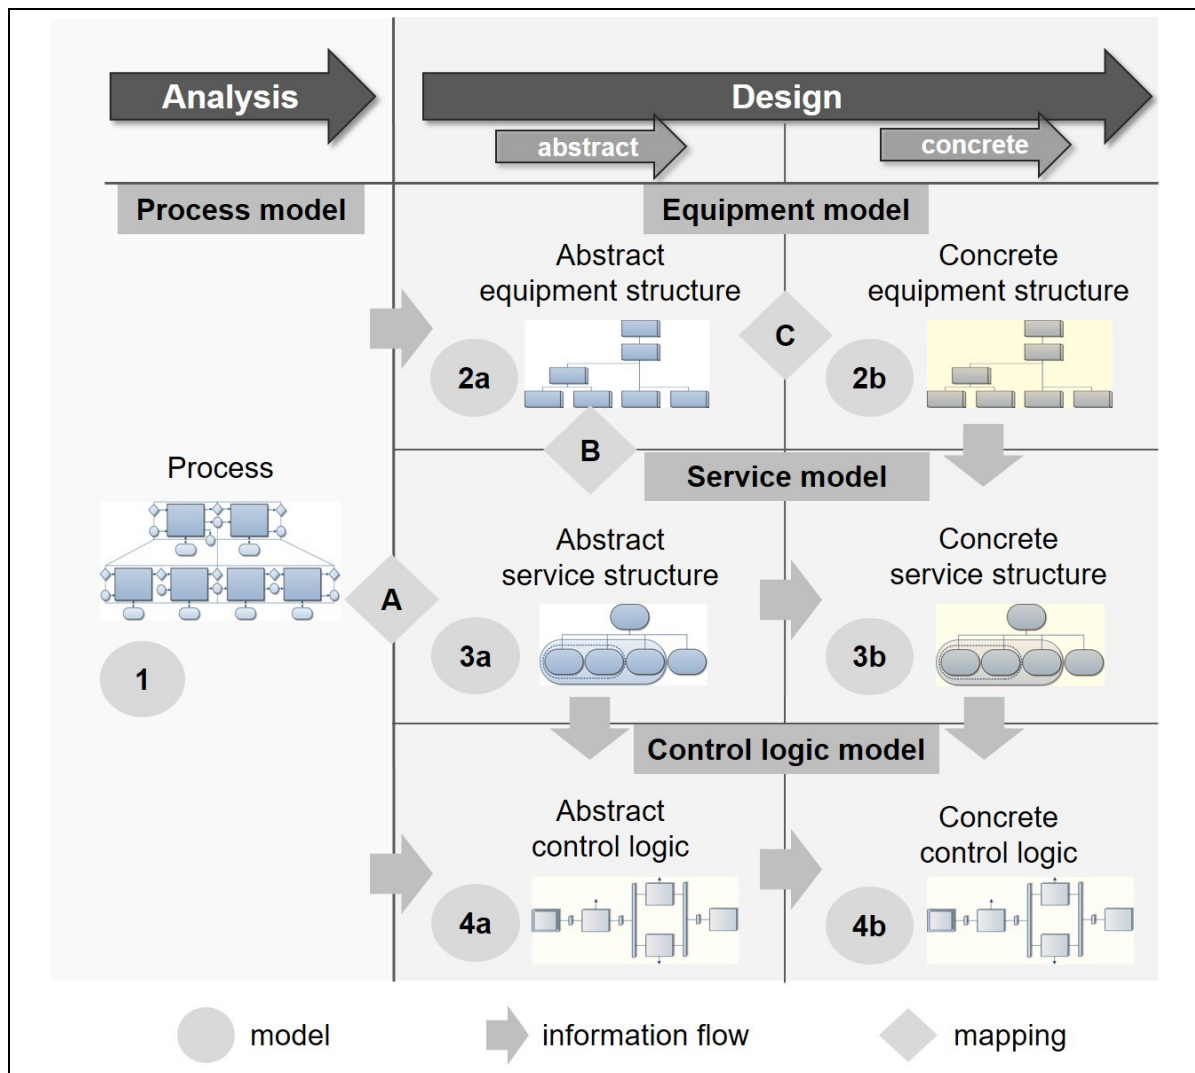 Analysis
Design
abstract
concrete
Process model
Equipment model
Abstract
equipment structure
Concrete
equipment structure
C
2a
2b
B
Process
Service model
Abstract
service structure
Concrete
service structure
A
3a
3b
1
Control logic model
Abstract
control logic
Concrete
control logic
4a
4b
model
information flow
mapping